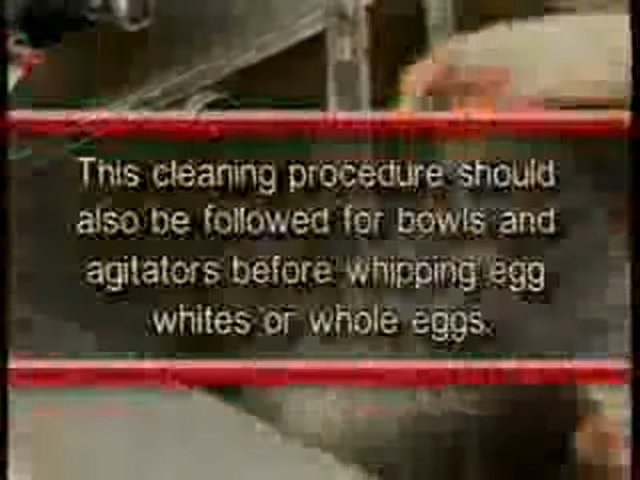 This cleaning procedure should
also be followed for bowls and
agitators before whipping egg
whites or whole eggs.